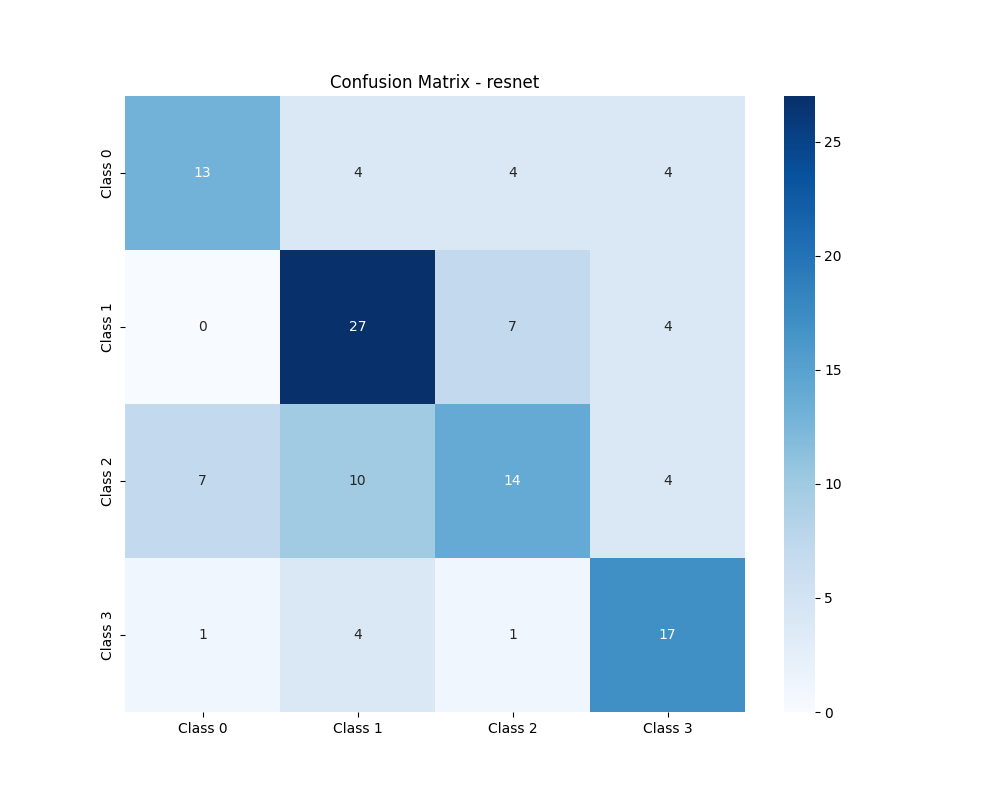 Confusion Matrix - resnet
Class 0
13 4 4 4
Class 1
0 27 7 4
Class 2
7 10 14 4
Class 3
1 4 1 17
Class 0 Class 1 Class 2 Class 3
25
20
15
10
5
0